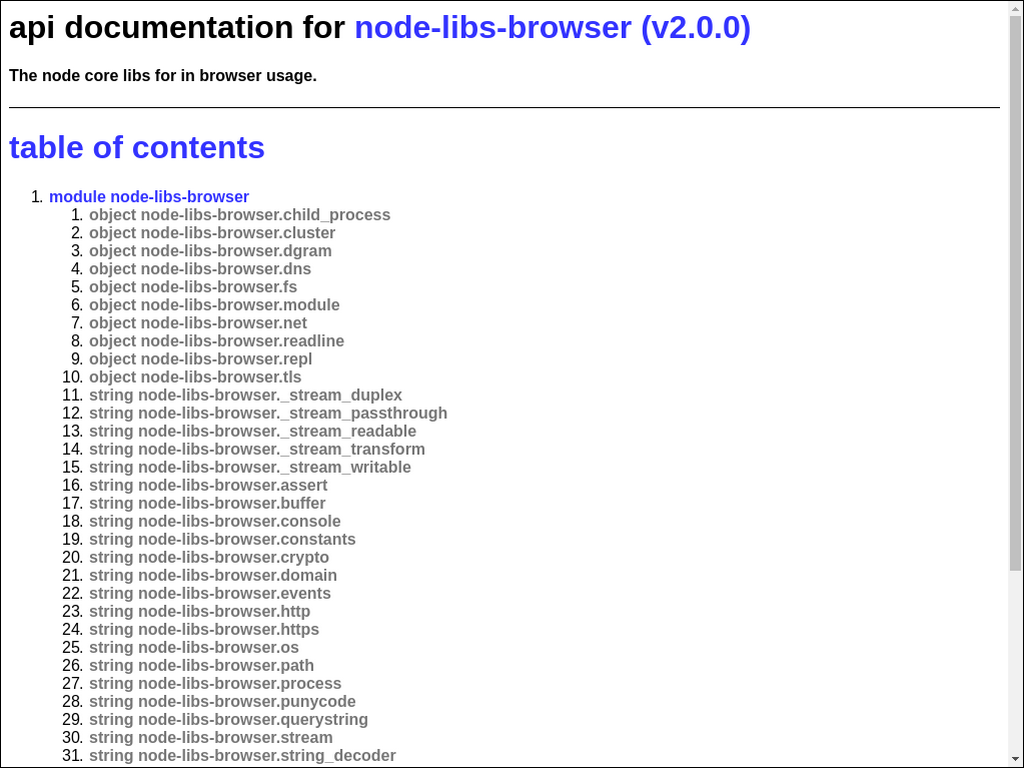 api documentation for node-libs-browser (v2.0.0)
The node core libs for in browser usage.
table of contents
1. module node-libs-browser
1. object node-libs-browser.child_process
2. object node-libs-browser.cluster
3. object node-libs-browser.dgram
4. object node-libs-browser.dns
5. object node-libs-browser.fs
6. object node-libs-browser.module
7. object node-libs-browser.net
8. object node-libs-browser.readline
9. object node-libs-browser.repl
10. object node-libs-browser.tls
11. string node-libs-browser._stream_duplex
12. string node-libs-browser._stream_passthrough
13. string node-libs-browser._stream_readable
14. string node-libs-browser._stream_transform
15. string node-libs-browser._stream_writable
16. string node-libs-browser.assert
17. string node-libs-browser.buffer
18. string node-libs-browser.console
19. string node-libs-browser.constants
20. string node-libs-browser.crypto
21. string node-libs-browser.domain
22. string node-libs-browser.events
23. string node-libs-browser.http
24. string node-libs-browser.https
25. string node-libs-browser.os
26. string node-libs-browser.path
27. string node-libs-browser.process
28. string node-libs-browser.punycode
29. string node-libs-browser.querystring
30. string node-libs-browser.stream
31. string node-libs-browser.string_decoder